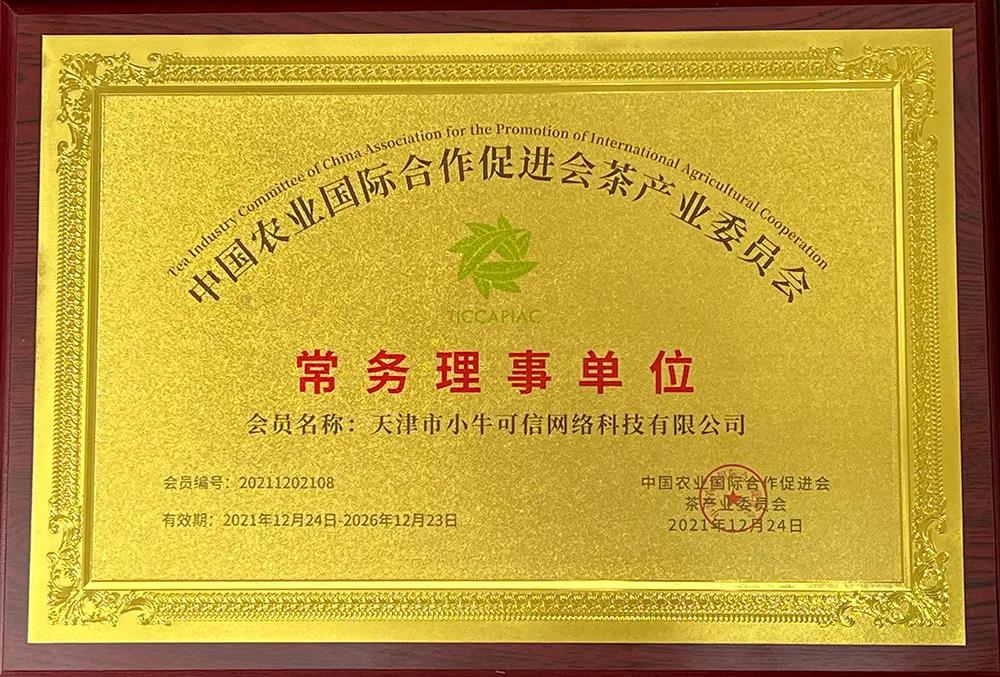 Tea Industry Committee of China Association for the Promotion of International Agricultural Cooperation
中国农业国际合作促进会茶产业委员会
TICCAPIAC
常务理事单位
会员名称：天津市小牛可信网络科技有限公司
会员编号：20211202108
有效期：2021年12月24日-2026年12月23日
中国农业国际合作促进会
茶产业委员会
2021年12月24日